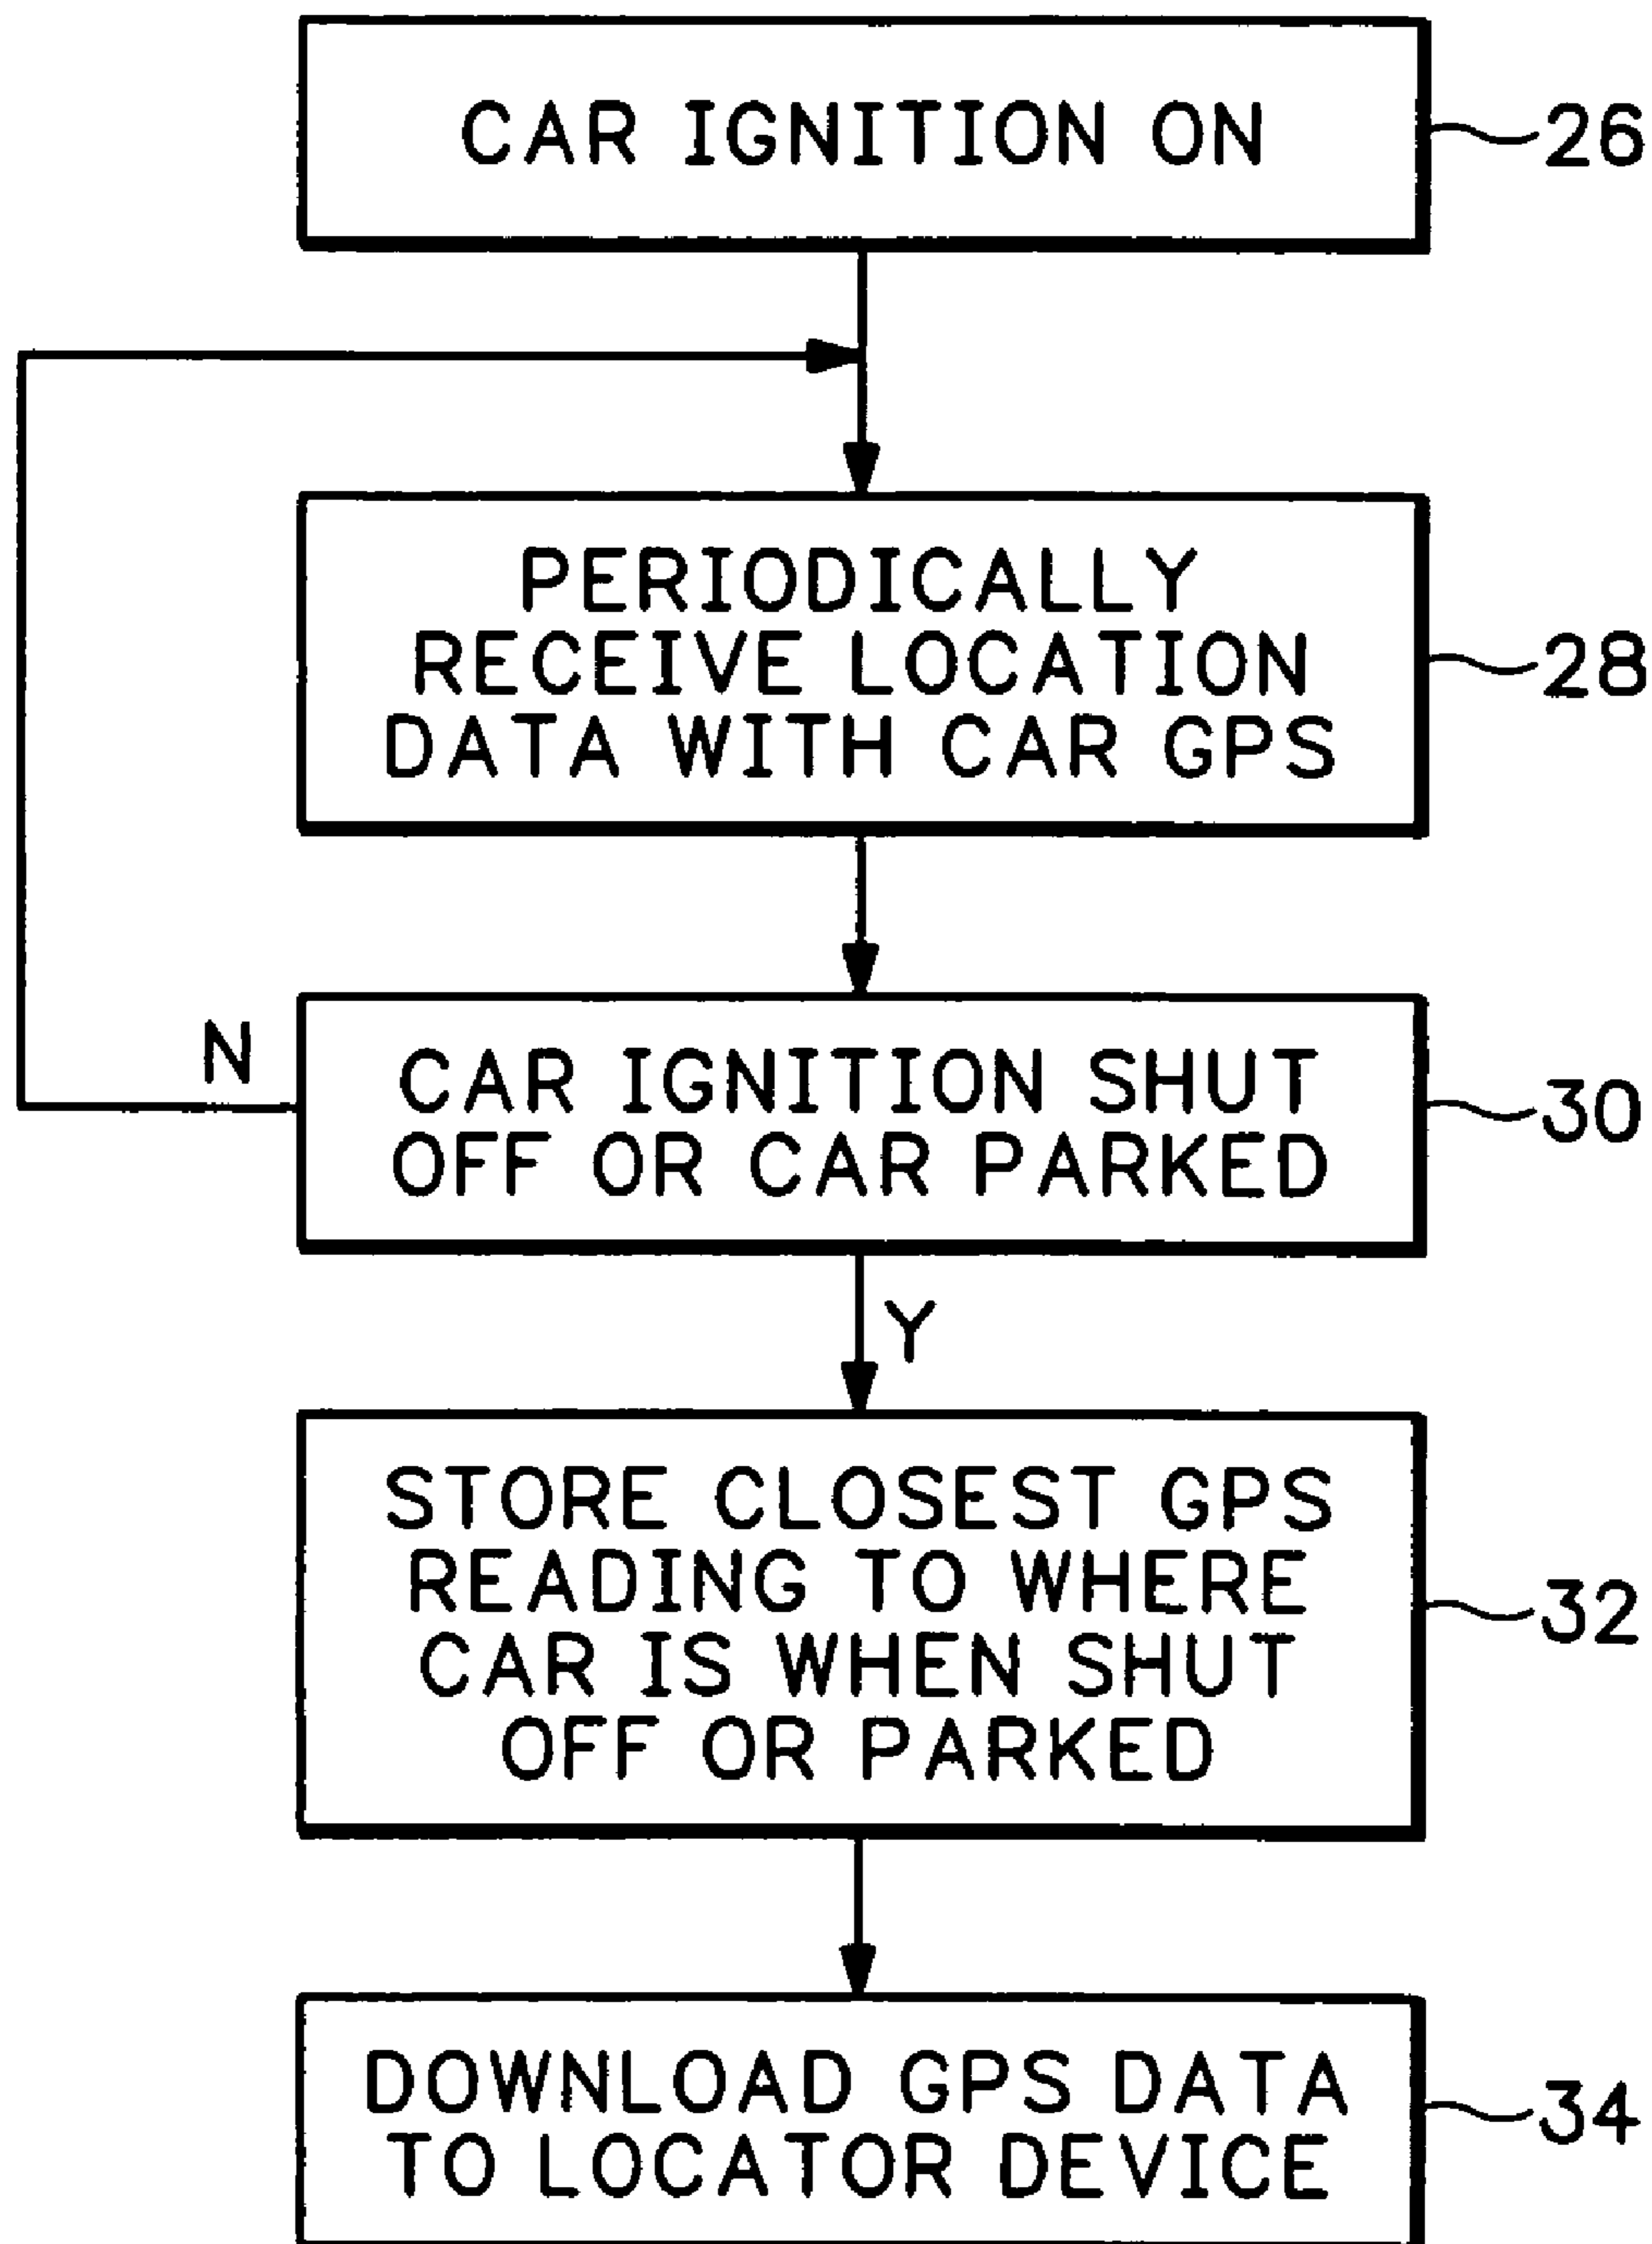 CAR IGNITION ON
26
PERIODICALLY
RECEIVE LOCATION
DATA WITH CAR GPS
28
N
CAR IGNITION SHUT
OFF OR CAR PARKED
30
Y
STORE CLOSEST GPS
READING TO WHERE
CAR IS WHEN SHUT
OFF OR PARKED
32
DOWNLOAD GPS DATA
TO LOCATOR DEVICE
34